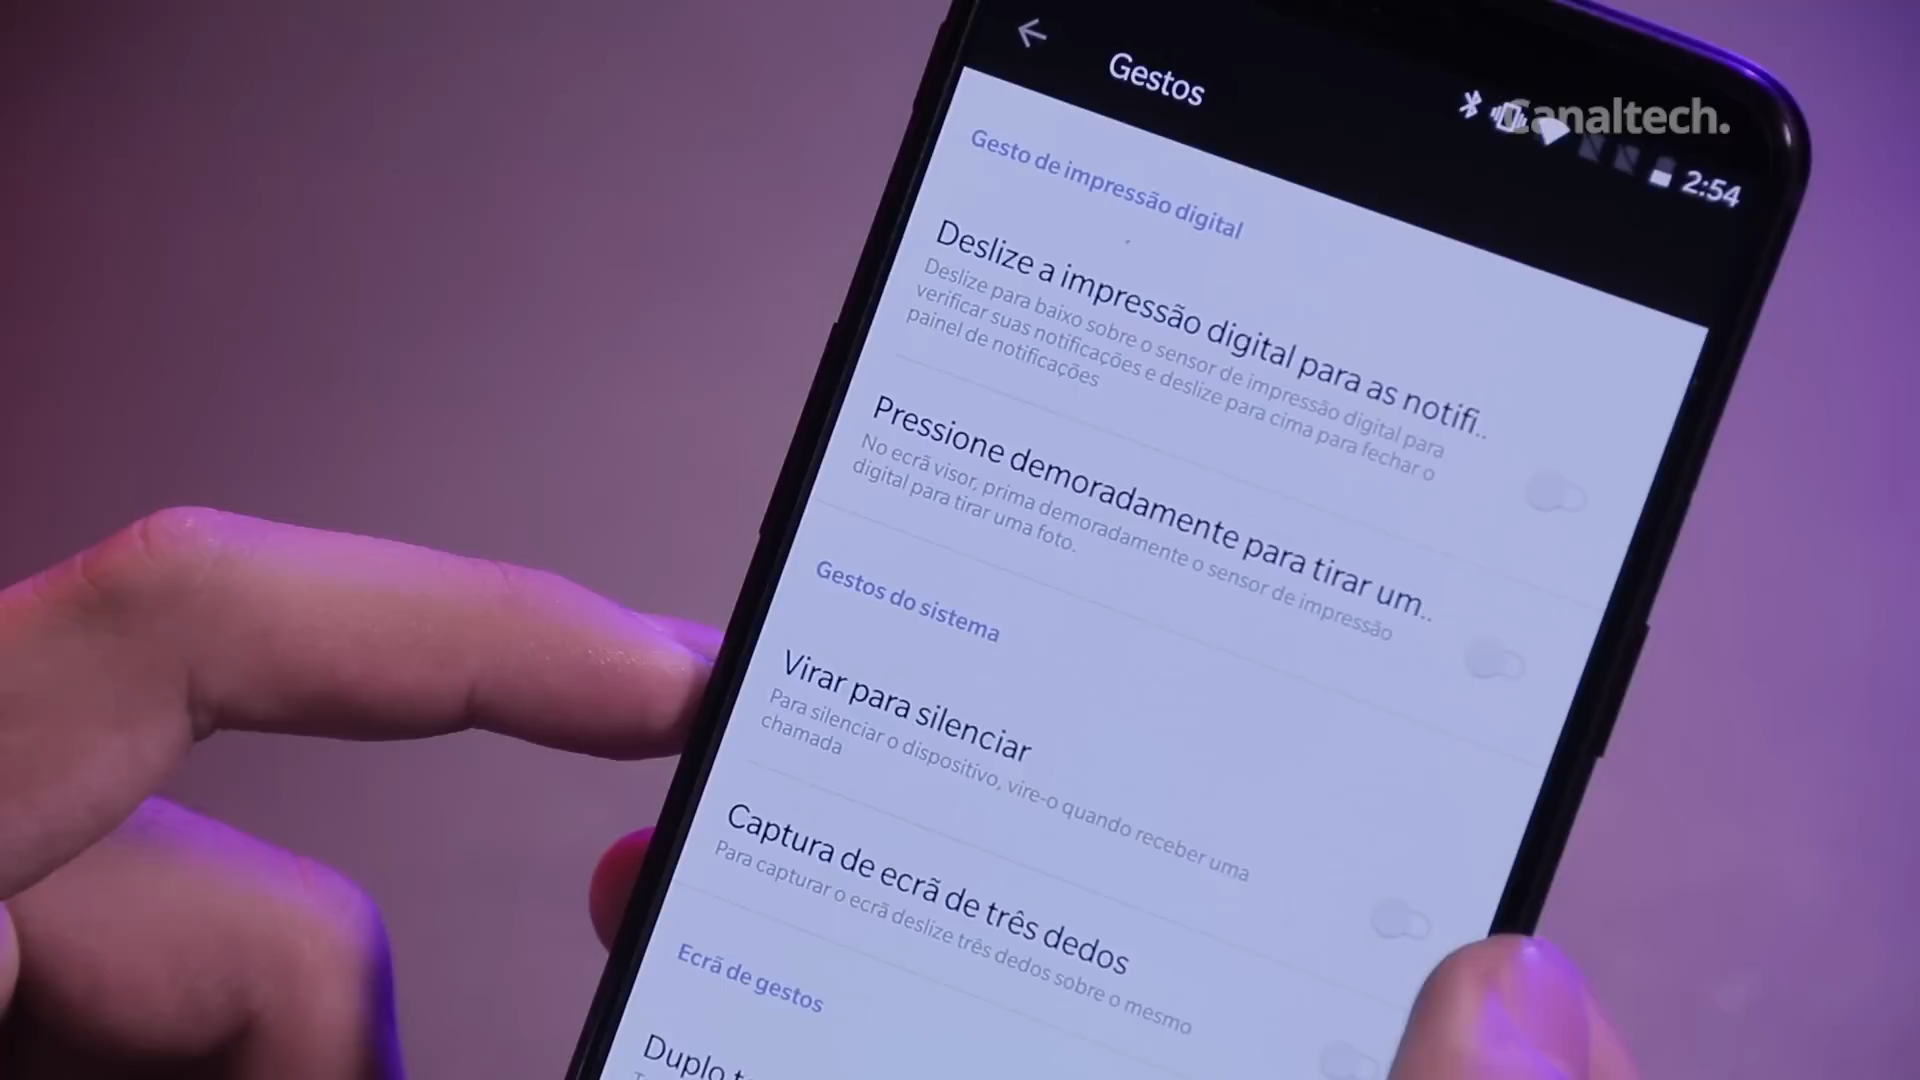 Gestos
Canaltech.
2:54
Gesto de impressão digital
Deslize a impressão digital para as notifi..
Deslize para baixo sobre o sensor de impressão digital para
verificar suas notificações e deslize para cima para fechar o
painel de notificações
Pressione demoradamente para tirar um..
No ecrã visor, prima demoradamente o sensor de impressão
digital para tirar uma foto.
Gestos do sistema
Virar para silenciar
Para silenciar o dispositivo, vire-o quando receber uma
chamada
Captura de ecrã de três dedos
Para capturar o ecrã deslize três dedos sobre o mesmo
Ecrã de gestos
Duplo